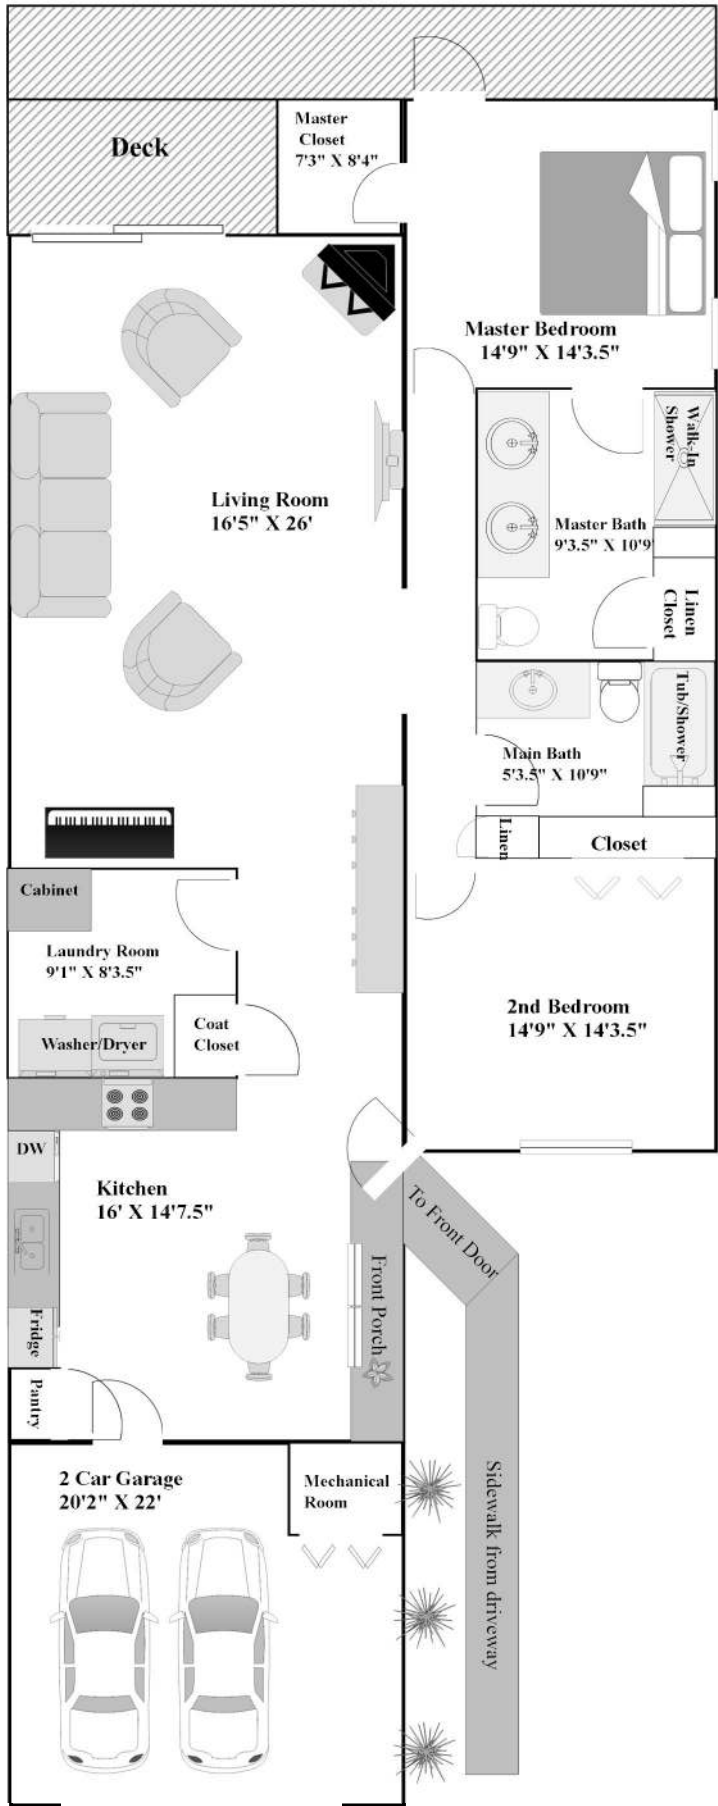 Deck
Master
Closet
7'3" X 8'4"
Master Bedroom
14'9" X 14'3.5"
Walk-In
Shower
Living Room
16'5" X 26'
Master Bath
9'3.5" X 10'9
Linen
Closet
Tub/Shower
Main Bath
5'3.5" X 10'9"
Linen
Closet
Cabinet
Laundry Room
9'1" X 8'3.5"
2nd Bedroom
14'9" X 14'3.5"
Coat
Closet
Washer/Dryer
DW
Kitchen
16' X 14'7.5"
To Front Door
Front Porch
Fridge
Pantry
2 Car Garage
20'2" X 22'
Mechanical
Room
Sidewalk from driveway